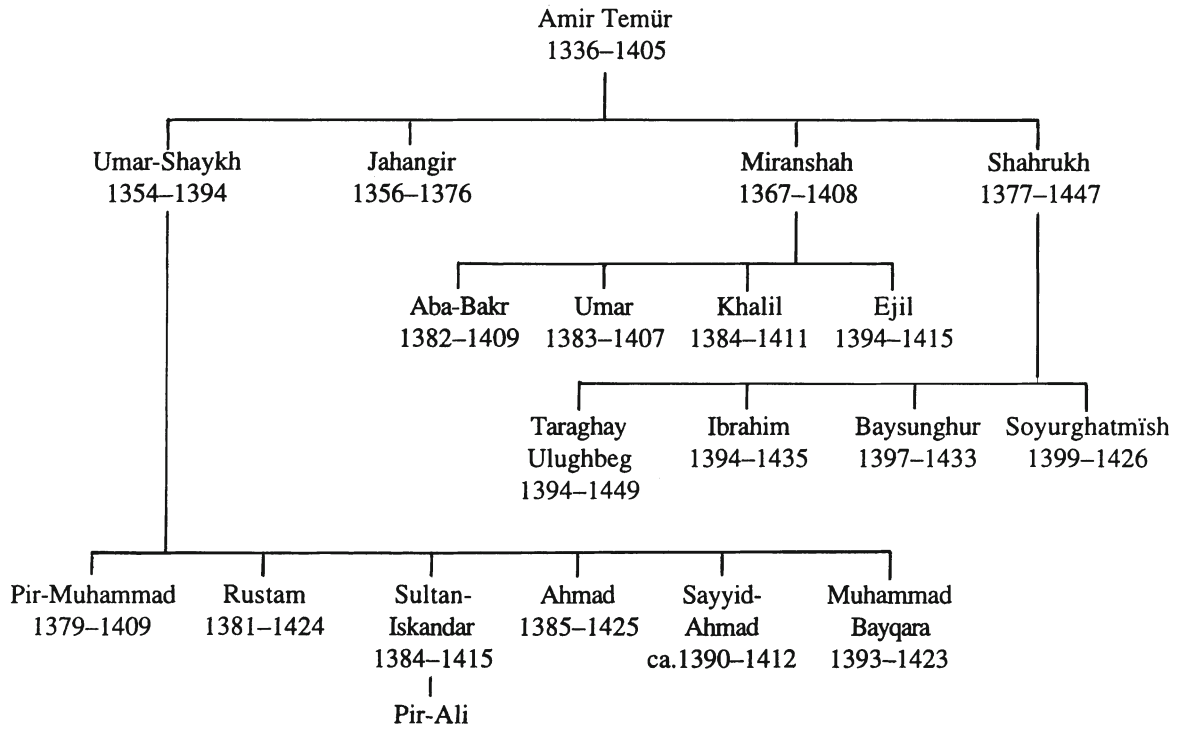 Amir Temür
1336–1405
Umar-Shaykh
1354–1394
Jahangir
1356–1376
Miranshah
1367–1408
Shahrukh
1377–1447
Aba-Bakr
1382–1409
Umar
1383–1407
Khalil
1384–1411
Ejil
1394–1415
Taraghay
Ulughbeg
1394–1449
Ibrahim
1394–1435
Baysunghur
1397–1433
Soyurghatmïsh
1399–1426
Pir-Muhammad
1379–1409
Rustam
1381–1424
Sultan-
Iskandar
1384–1415
Pir-Ali
Ahmad
1385–1425
Sayyid-
Ahmad
ca.1390–1412
Muhammad
Bayqara
1393–1423